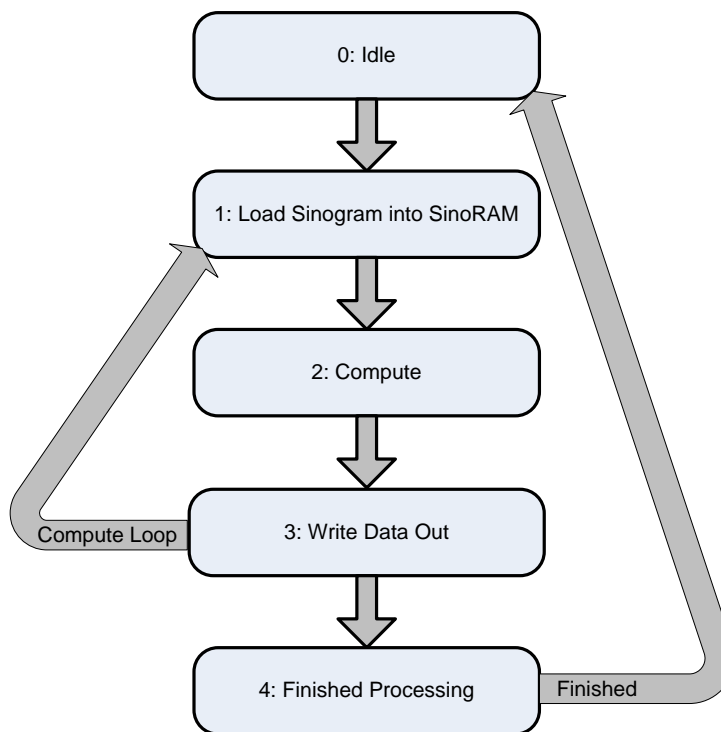 0: Idle
1: Load Sinogram into SinoRAM
2: Compute
Compute Loop
3: Write Data Out
4: Finished Processing
Finished